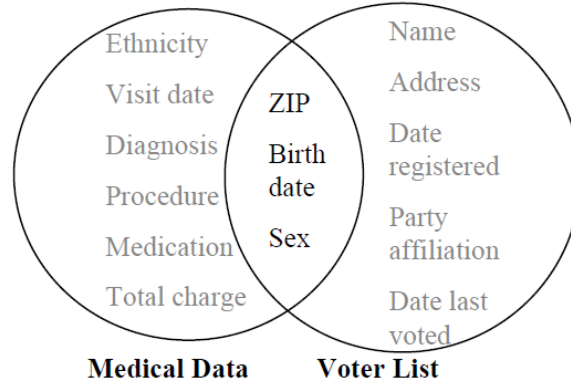 Ethnicity
Visit date
Diagnosis
Procedure
Medication
Total charge
ZIP
Birth
date
Sex
Name
Address
Date
registered
Party
affiliation
Date last
voted
Medical Data
Voter List